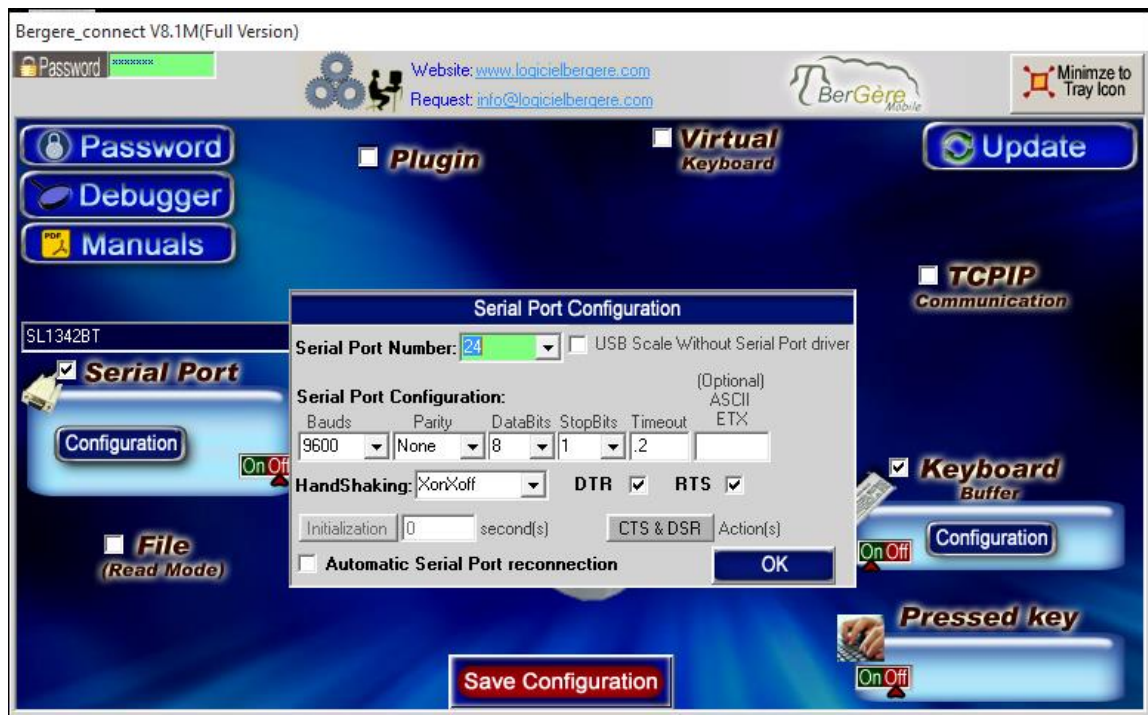 Bergere_connect V8.1M(Full Version)
Password xxxxxxx
Website: www.logicielbergere.com
Request: info@logicielbergere.com
BerGère
Mobile
Minimze to
Tray Icon
Password
Plugin
Virtual
Keyboard
Update
Debugger
PDF
Manuals
TCPIP
Communication
SL1342BT
Serial Port
Configuration
On Off
File
(Read Mode)
Serial Port Configuration
Serial Port Number: 24 USB Scale Without Serial Port driver
Serial Port Configuration:
(Optional)
ASCII
ETX
Bauds Parity DataBits StopBits Timeout
9600 None 8 1 .2
HandShaking: XonXoff DTR RTS
Initialization 0 second(s) CTS & DSR Action(s)
Automatic Serial Port reconnection OK
Keyboard
Buffer
Configuration
On Off
Pressed key
On Off
Save Configuration